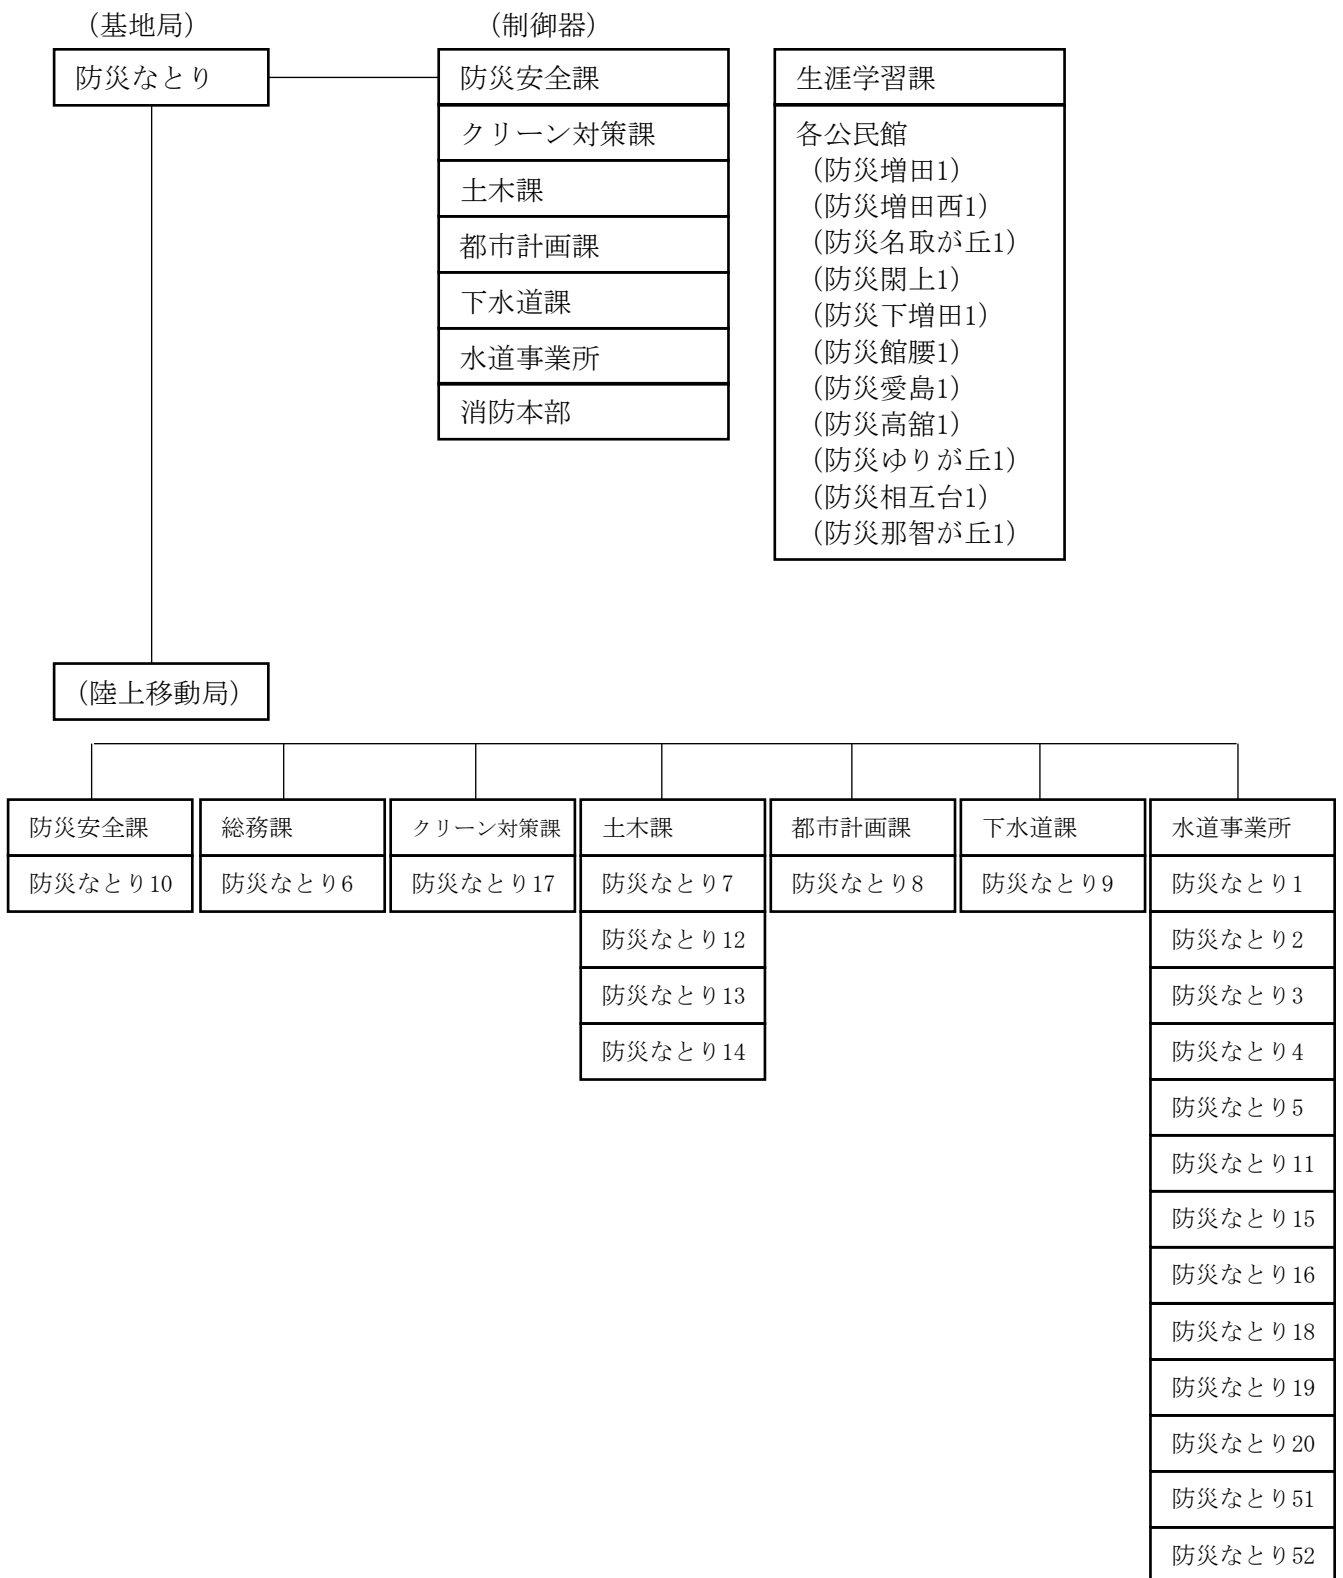 （基地局）
防災なとり
（制御器）
防災安全課
クリーン対策課
土木課
都市計画課
下水道課
水道事業所
消防本部
生涯学習課
各公民館
（防災増田1）
（防災増田西1）
（防災名取が丘1）
（防災閖上1）
（防災下増田1）
（防災館腰1）
（防災愛島1）
（防災高舘1）
（防災ゆりが丘1）
（防災相互台1）
（防災那智が丘1）
（陸上移動局）
防災安全課
防災なとり10
総務課
防災なとり6
クリーン対策課
防災なとり17
土木課
防災なとり7
防災なとり12
防災なとり13
防災なとり14
都市計画課
防災なとり8
下水道課
防災なとり9
水道事業所
防災なとり1
防災なとり2
防災なとり3
防災なとり4
防災なとり5
防災なとり11
防災なとり15
防災なとり16
防災なとり18
防災なとり19
防災なとり20
防災なとり51
防災なとり52